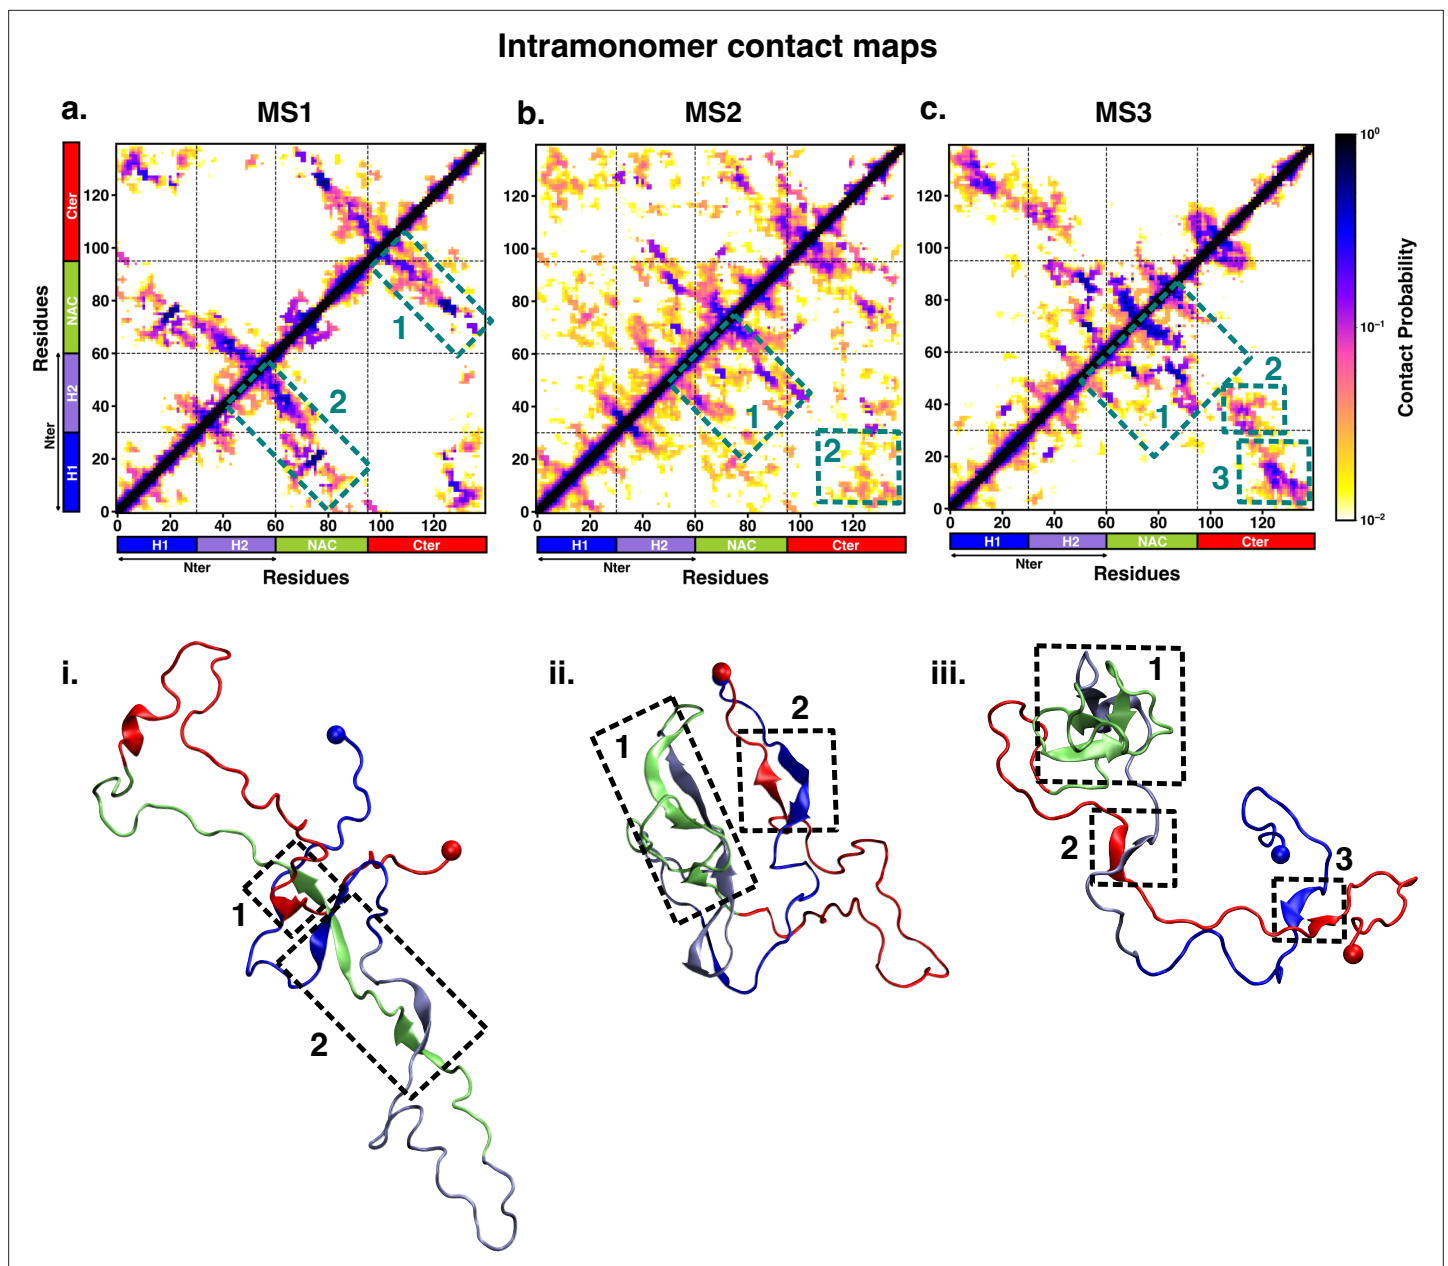 Intramonomer contact maps
a. MS1
b. MS2
c. MS3
Residues
Nter
H1 H2 NAC Cter
0 20 40 60 80 100 120
1
2
0 20 40 60 80 100 120
H1 H2 NAC Cter
Nter
Residues
0 20 40 60 80 100 120
1
2
0 20 40 60 80 100 120
H1 H2 NAC Cter
Nter
Residues
0 20 40 60 80 100 120
1
2
3
0 20 40 60 80 100 120
H1 H2 NAC Cter
Nter
Residues
10⁰
10⁻¹
10⁻²
Contact Probability
i.
1
2
ii.
1
2
iii.
1
2
3